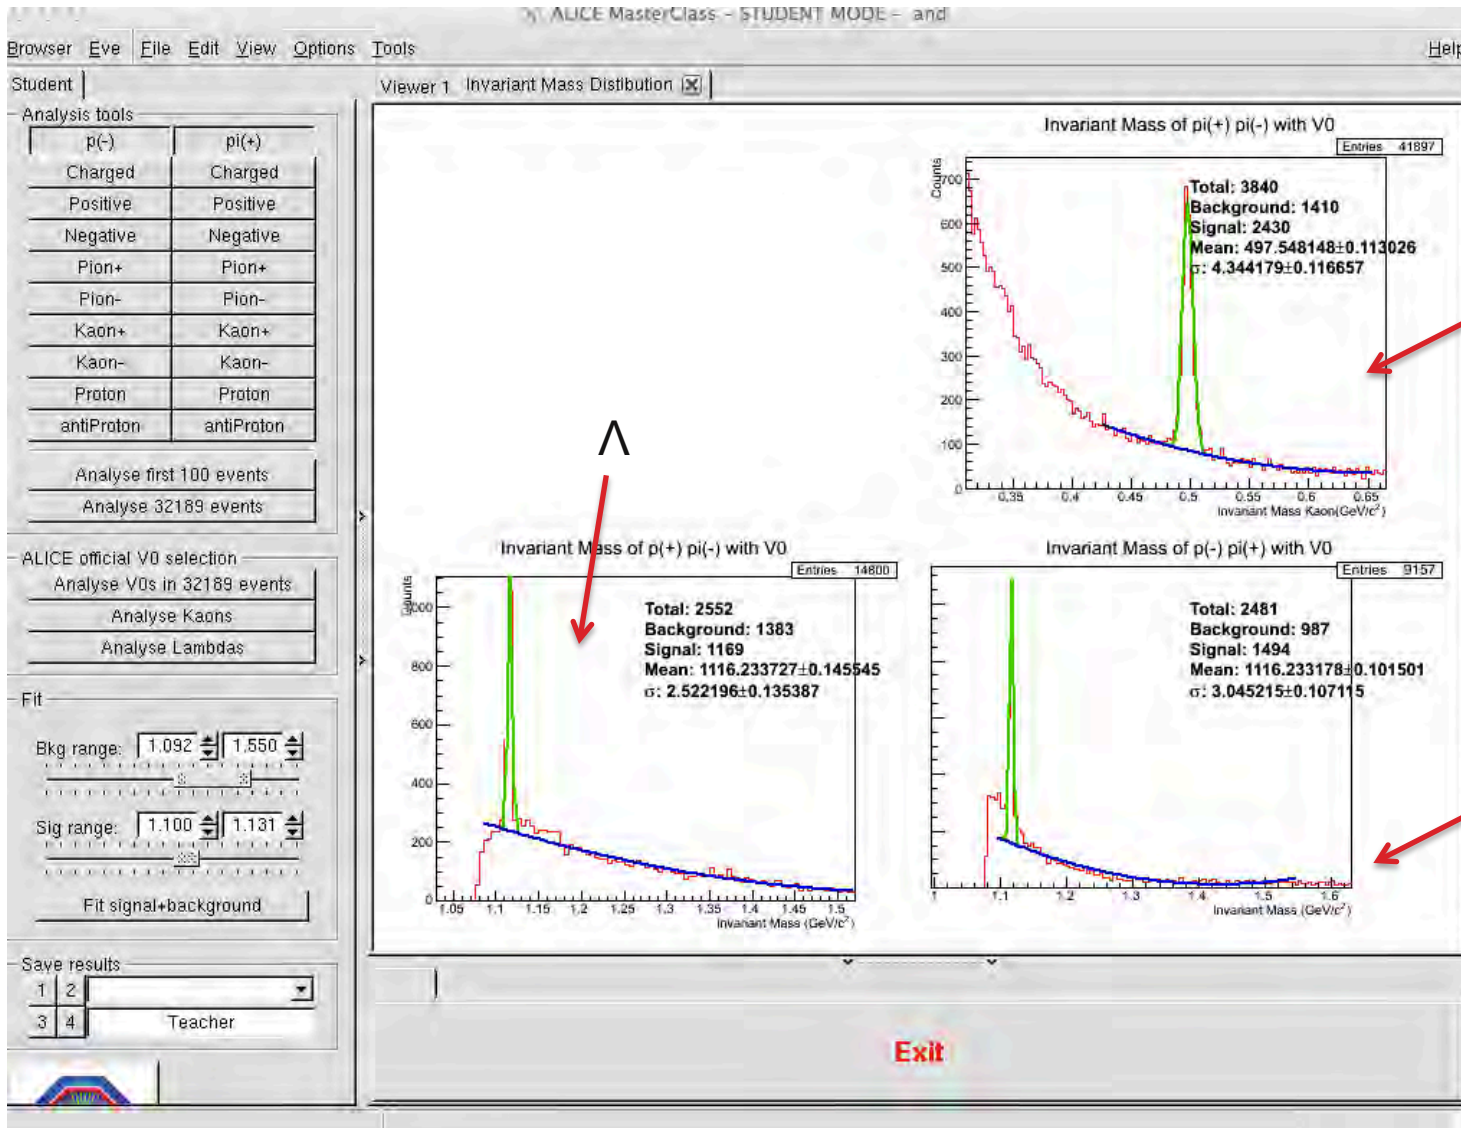 ALICE MasterClass - STUDENT MODE - and
Browser Eve File Edit View Options Tools Help
Student
Viewer 1 Invariant Mass Distibution
Analysis tools
p(-) pi(+)
Charged Charged
Positive Positive
Negative Negative
Pion+ Pion+
Pion- Pion-
Kaon+ Kaon+
Kaon- Kaon-
Proton Proton
antiProton antiProton
Analyse first 100 events
Analyse 32189 events
ALICE official V0 selection
Analyse V0s in 32189 events
Analyse Kaons
Analyse Lambdas
Fit
Bkg range: 1.092 1.550
Sig range: 1.100 1.131
Fit signal+background
Save results
1 2
3 4 Teacher
Invariant Mass of pi(+) pi(-) with V0
Entries 41897
Counts
700
600
500
400
300
200
100
0
Total: 3840
Background: 1410
Signal: 2430
Mean: 497.548148±0.113026
σ: 4.344179±0.116657
0.35 0.4 0.45 0.5 0.55 0.6 0.65
Invariant Mass Kaon(GeV/c²)
Λ
Invariant Mass of p(+) pi(-) with V0
Entries 14600
Counts
1000
800
600
400
200
0
Total: 2552
Background: 1383
Signal: 1169
Mean: 1116.233727±0.145545
σ: 2.522196±0.135387
1.05 1.1 1.15 1.2 1.25 1.3 1.35 1.4 1.45 1.5
Invariant Mass (GeV/c²)
Invariant Mass of p(-) pi(+) with V0
Entries 9157
Total: 2481
Background: 987
Signal: 1494
Mean: 1116.233178±0.101501
σ: 3.045215±0.107115
1 1.1 1.2 1.3 1.4 1.5 1.6
Invariant Mass (GeV/c²)
Exit